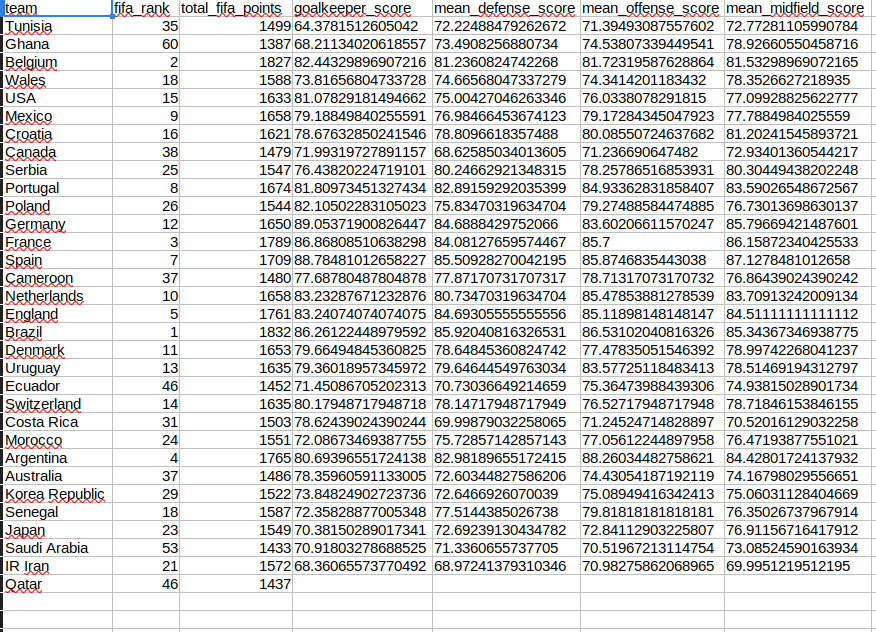 team fifa_rank total_fifa_points goalkeeper_score mean_defense_score mean_offense_score mean_midfield_score
Tunisia 35 1499 64.3781512605042 72.22488479262672 71.39493087557602 72.77281105990784
Ghana 60 1387 68.21134020618557 73.4908256880734 74.53807339449541 78.92660550458716
Belgium 2 1827 82.44329896907216 81.2360824742268 81.72319587628864 81.53298969072165
Wales 18 1588 73.81656804733728 74.66568047337279 74.3414201183432 78.3526627218935
USA 15 1633 81.07829181494662 75.00427046263346 76.0338078291815 77.09928825622777
Mexico 9 1658 79.18849840255591 76.98466453674123 79.17284345047923 77.7884984025559
Croatia 16 1621 78.67632850241546 78.8096618357488 80.08550724637682 81.20241545893721
Canada 38 1479 71.99319727891157 68.62585034013605 71.236690647482 72.93401360544217
Serbia 25 1547 76.43820224719101 80.24662921348315 78.25786516853931 80.30449438202248
Portugal 8 1674 81.80973451327434 82.89159292035399 84.93362831858407 83.59026548672567
Poland 26 1544 82.10502283105023 75.83470319634704 79.27488584474885 76.73013698630137
Germany 12 1650 89.05371900826447 84.6888429752066 83.60206611570247 85.79669421487601
France 3 1789 86.86808510638298 84.08127659574467 85.7 86.15872340425533
Spain 7 1709 88.78481012658227 85.50928270042195 85.8746835443038 87.1278481012658
Cameroon 37 1480 77.68780487804878 77.87170731707317 78.71317073170732 76.86439024390242
Netherlands 10 1658 83.23287671232876 80.73470319634704 85.47853881278539 83.70913242009134
England 5 1761 83.24074074074075 84.69305555555556 85.11898148148147 84.51111111111112
Brazil 1 1832 86.26122448979592 85.92040816326531 86.53102040816326 85.34367346938775
Denmark 11 1653 79.66494845360825 78.64845360824742 77.47835051546392 78.99742268041237
Uruguay 13 1635 79.36018957345972 79.64644549763034 83.57725118483413 78.51469194312797
Ecuador 46 1452 71.45086705202313 70.73036649214659 75.36473988439306 74.93815028901734
Switzerland 14 1635 80.17948717948718 78.14717948717949 76.52717948717948 78.71846153846155
Costa Rica 31 1503 78.62439024390244 69.99879032258065 71.24524714828897 70.52016129032258
Morocco 24 1551 72.08673469387755 75.72857142857143 77.05612244897958 76.47193877551021
Argentina 4 1765 80.69396551724138 82.98189655172415 88.26034482758621 84.42801724137932
Australia 37 1486 78.35960591133005 72.60344827586206 74.43054187192119 74.16798029556651
Korea Republic 29 1522 73.84824902723736 72.6466926070039 75.08949416342413 75.06031128404669
Senegal 18 1587 72.35828877005348 77.5144385026738 79.81818181818181 76.35026737967914
Japan 23 1549 70.38150289017341 72.69239130434782 72.84112903225807 76.91156716417912
Saudi Arabia 53 1433 70.91803278688525 71.3360655737705 70.51967213114754 73.08524590163934
IR Iran 21 1572 68.36065573770492 68.97241379310346 70.98275862068965 69.9951219512195
Qatar 46 1437